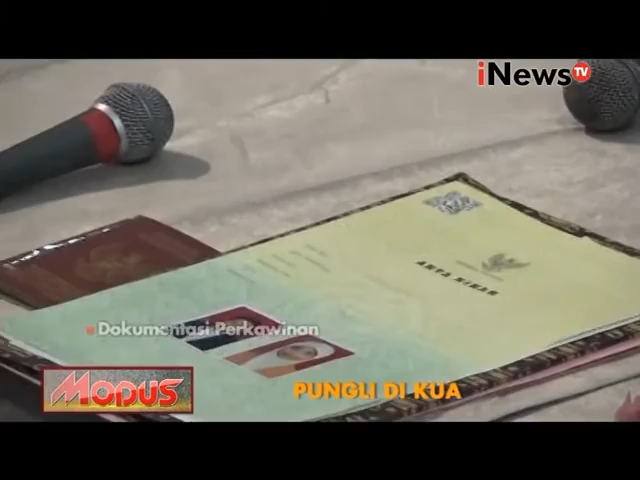 iNews TV
AKTA NIKAH
Dokumentasi Perkawinan
MODUS
PUNGLI DI KUA